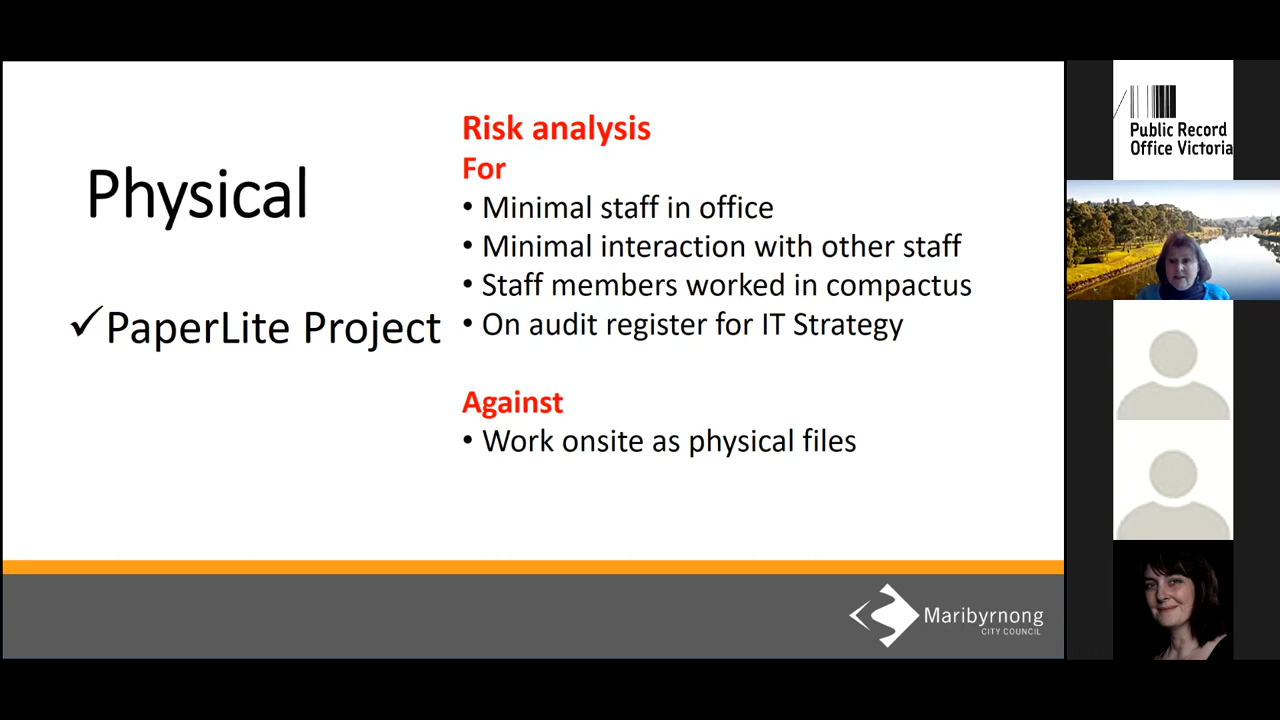 Physical
✓PaperLite Project
Risk analysis
For
• Minimal staff in office
• Minimal interaction with other staff
• Staff members worked in compactus
• On audit register for IT Strategy
Against
• Work onsite as physical files
Maribyrnong
CITY COUNCIL
Public Record
Office Victoria